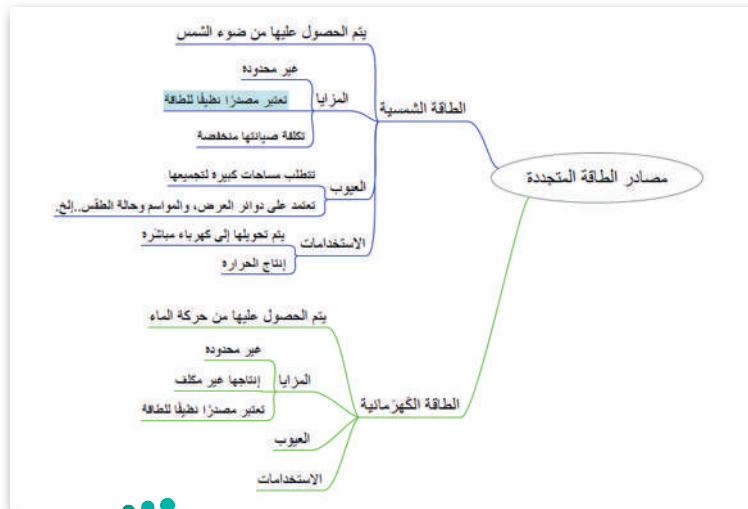 مصادر الطاقة المتجددة
الطاقة الشمسية
يتم الحصول عليها من ضوء الشمس
المزايا
غير محدودة
تعتبر مصدرًا نظيفًا للطاقة
تكلفة صيانتها منخفضة
العيوب
تتطلب مساحات كبيرة لتجميعها
تعتمد على دوائر العرض، والمواسم وحالة الطقس..إلخ.
الاستخدامات
يتم تحويلها إلى كهرباء مباشرة
إنتاج الحرارة
الطاقة الكَهرَمائية
يتم الحصول عليها من حركة الماء
المزايا
غير محدودة
إنتاجها غير مكلف
تعتبر مصدرًا نظيفًا للطاقة
العيوب
الاستخدامات